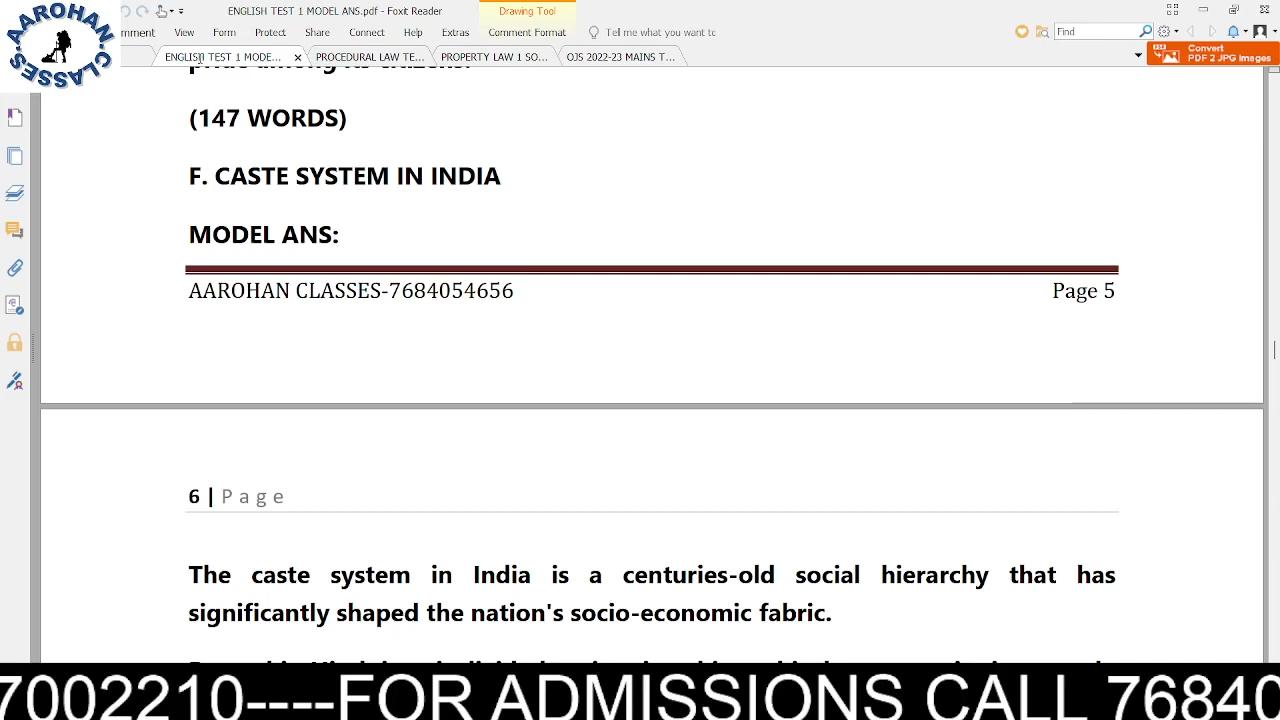 AAROHAN CLASSES
ENGLISH TEST 1 MODEL ANS.pdf - Foxit Reader
Drawing Tool
mment View Form Protect Share Connect Help Extras Comment Format Tell me what you want tc Find
ENGLISH TEST 1 MODE... PROCEDURAL LAW TE... PROPERTY LAW I SO... OJS 2022-23 MAINS T...
Convert
PDF 2 JPG Images
(147 WORDS)
F. CASTE SYSTEM IN INDIA
MODEL ANS:
AAROHAN CLASSES-7684054656 Page 5
6 | Page
The caste system in India is a centuries-old social hierarchy that has
significantly shaped the nation's socio-economic fabric.
7002210----FOR ADMISSIONS CALL 76840